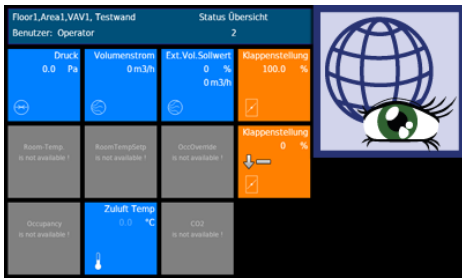 Floor1,Area1,VAV1, Testwand Status Übersicht
Benutzer: Operator 2
Druck
0.0 Pa
Volumenstrom
0 m3/h
Ext.Vol.Sollwert
0 %
0 m3/h
Klappenstellung
100.0 %
Room-Temp.
is not available !
RoomTempSetp
is not available !
OccOverride
is not available !
Klappenstellung
0 %
Occupancy
is not available !
Zuluft Temp
0.0 °C
CO2
is not available !